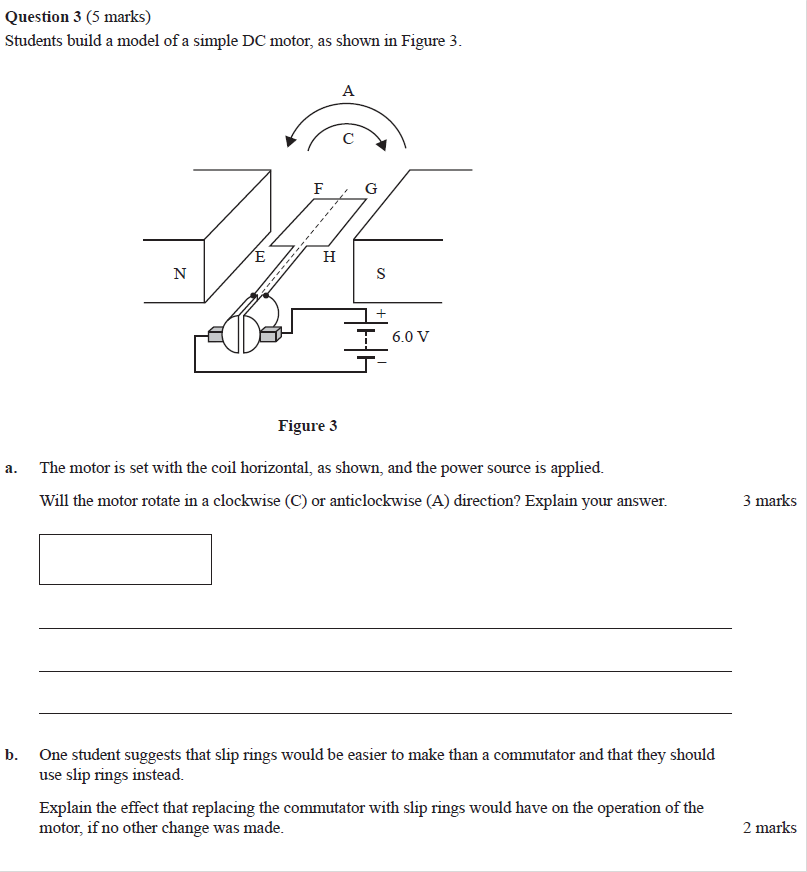 Question 3 (5 marks)
Students build a model of a simple DC motor, as shown in Figure 3.
A
C
F
G
E
H
N
S
+
6.0 V
–
Figure 3
a. The motor is set with the coil horizontal, as shown, and the power source is applied.
Will the motor rotate in a clockwise (C) or anticlockwise (A) direction? Explain your answer. 3 marks
b. One student suggests that slip rings would be easier to make than a commutator and that they should
use slip rings instead.
Explain the effect that replacing the commutator with slip rings would have on the operation of the
motor, if no other change was made. 2 marks